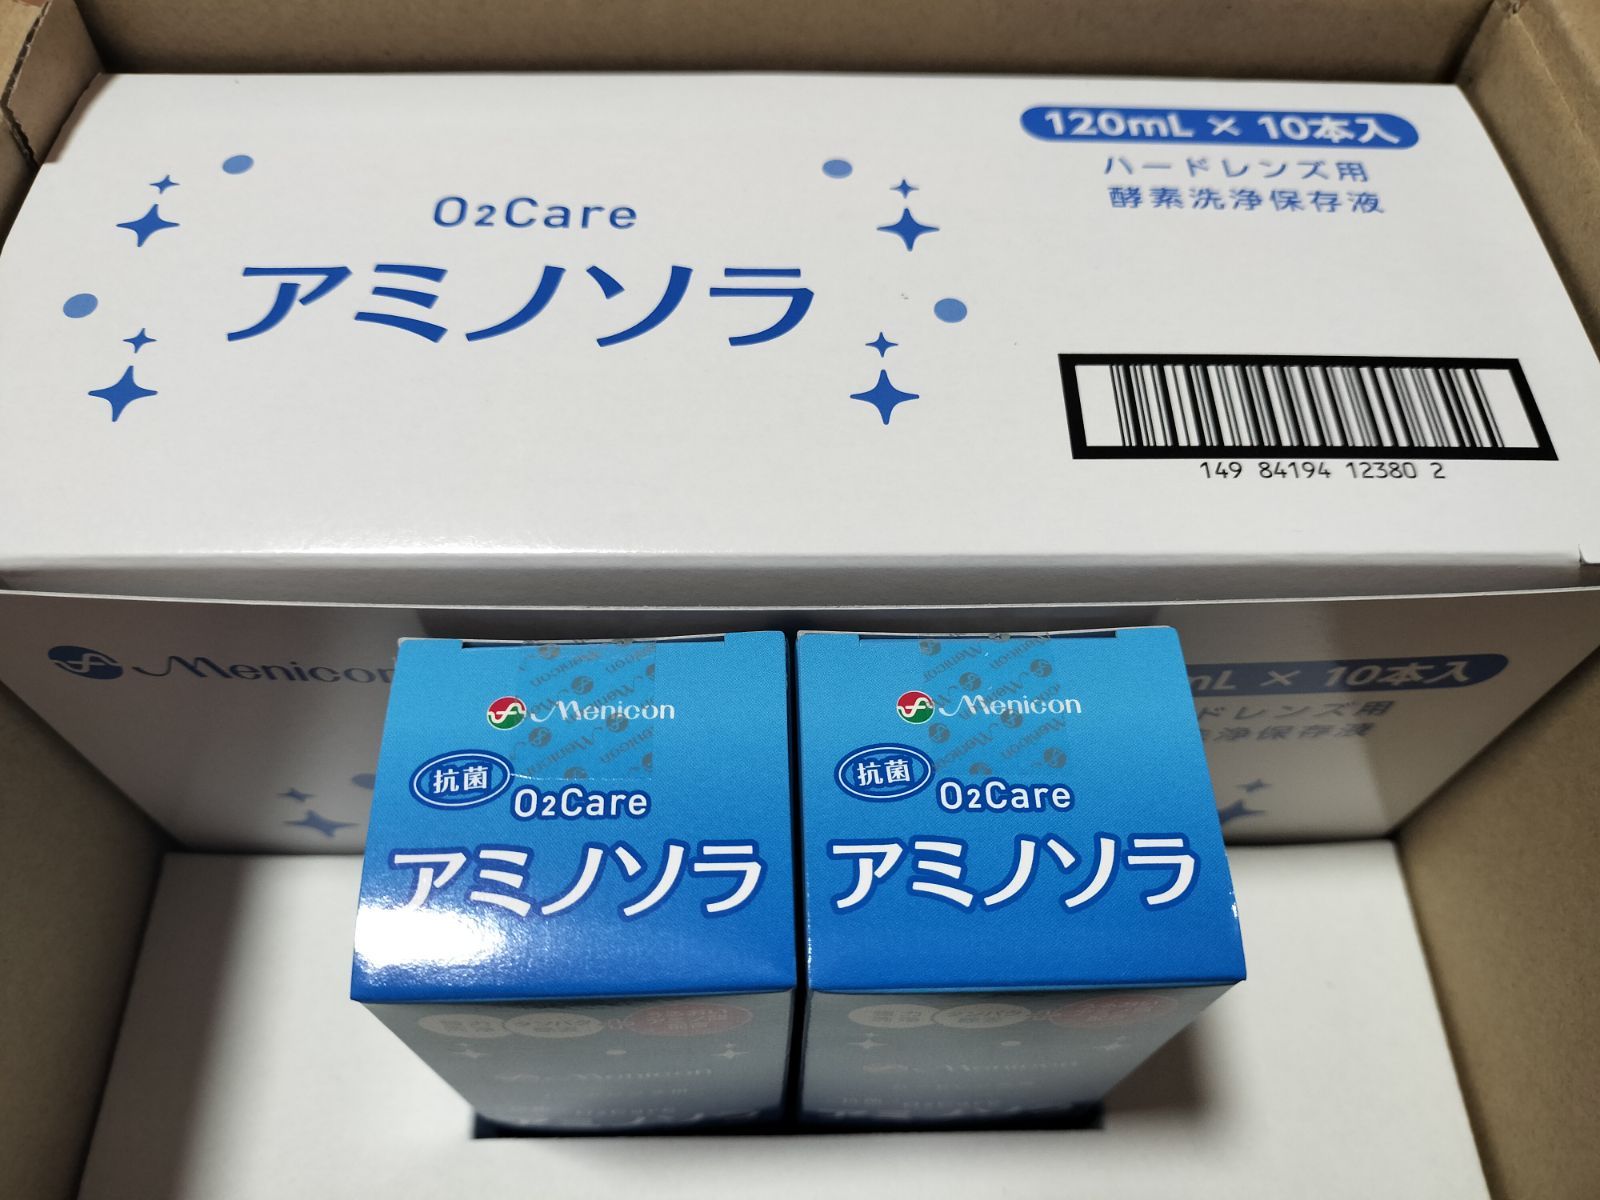 120mL × 10本入
ハードレンズ用
酵素洗浄保存液
O2Care
アミノソラ
149 84194 12380 2
Menicon
mL × 10本入
ドレンズ用
洗浄保存液
Menicon
抗菌
O2Care
アミノソラ
Menicon
抗菌
O2Care
アミノソラ
Menicon
Menicon